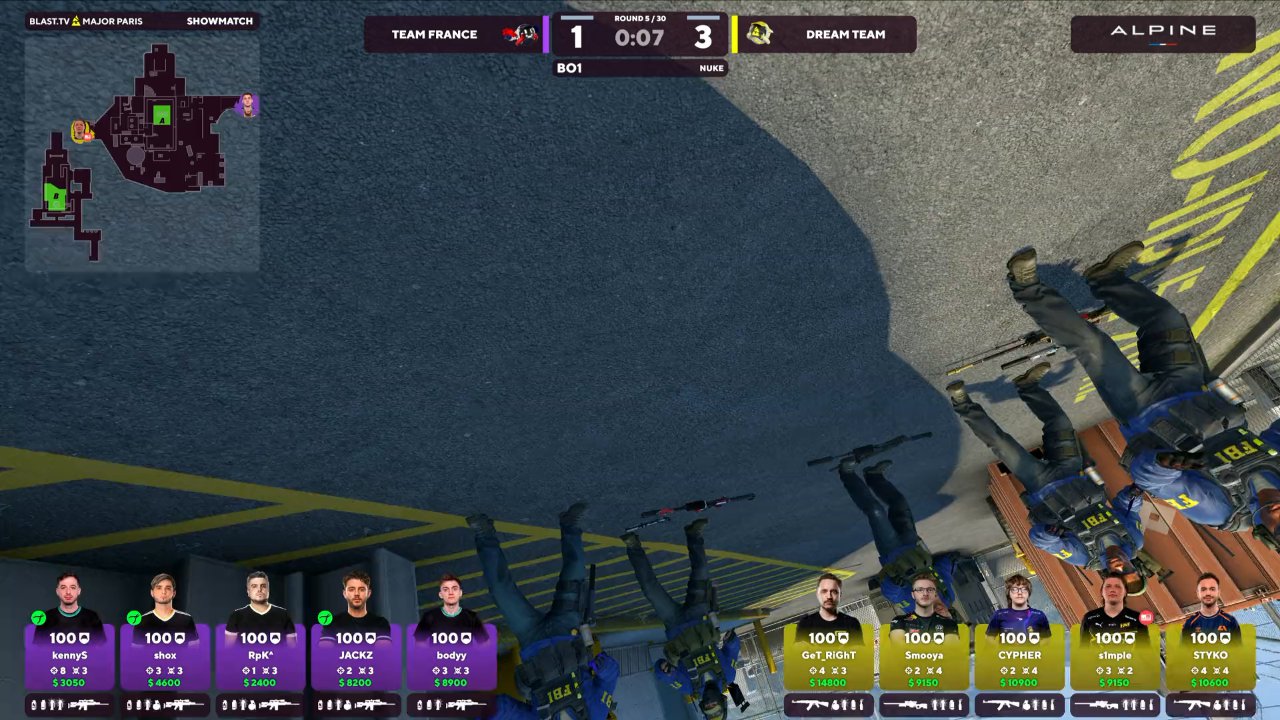 BLAST.TV MAJOR PARIS SHOWMATCH
TEAM FRANCE 1 ROUND 5 / 30 0:07 3 DREAM TEAM
BO1 NUKE
ALPINE
A
B
FBI
FBI
FBI
FBI
100 100 100 100 100 100 100 100 100 100
kennyS shox RpK^ JACKZ bodyy GeT_RiGhT Smooya CYPHER s1mple STYKO
8 3 3 3 1 3 2 3 3 3 4 3 2 4 2 4 3 2 4 4
$3050 $4600 $2400 $8200 $8900 $14800 $9150 $10900 $9150 $10600